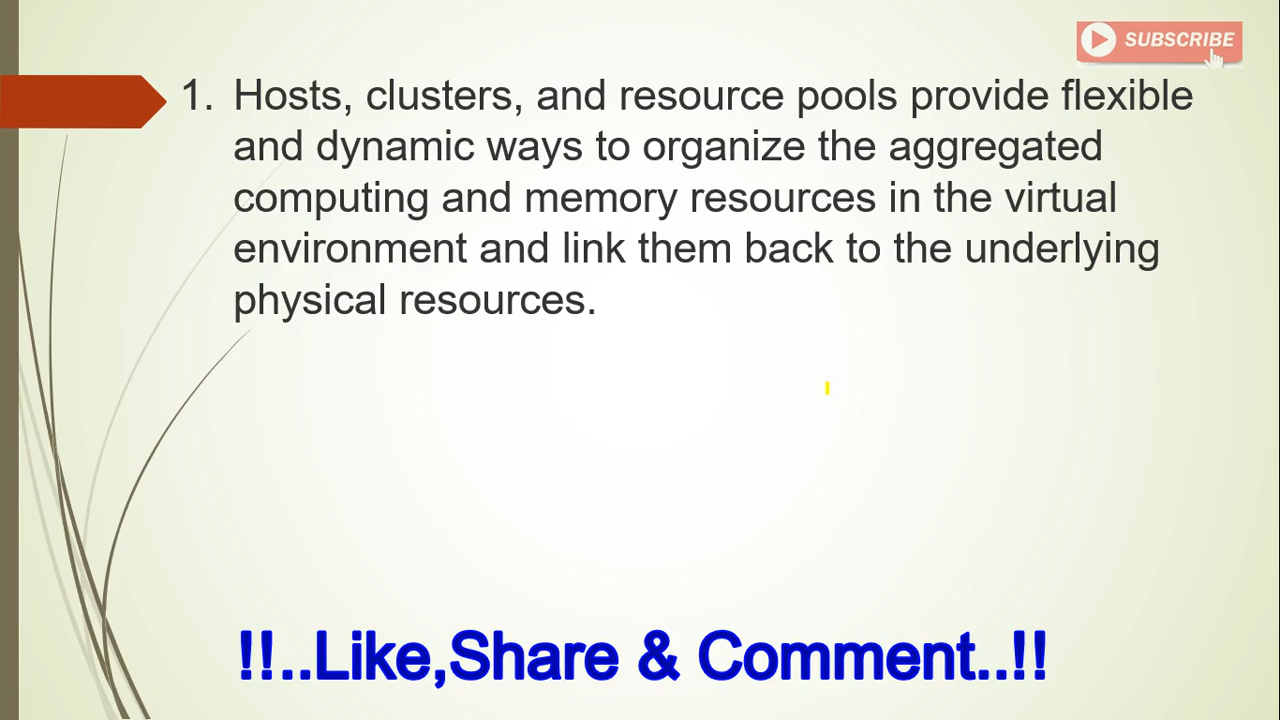 SUBSCRIBE
1. Hosts, clusters, and resource pools provide flexible
and dynamic ways to organize the aggregated
computing and memory resources in the virtual
environment and link them back to the underlying
physical resources.
!!..Like,Share & Comment..!!